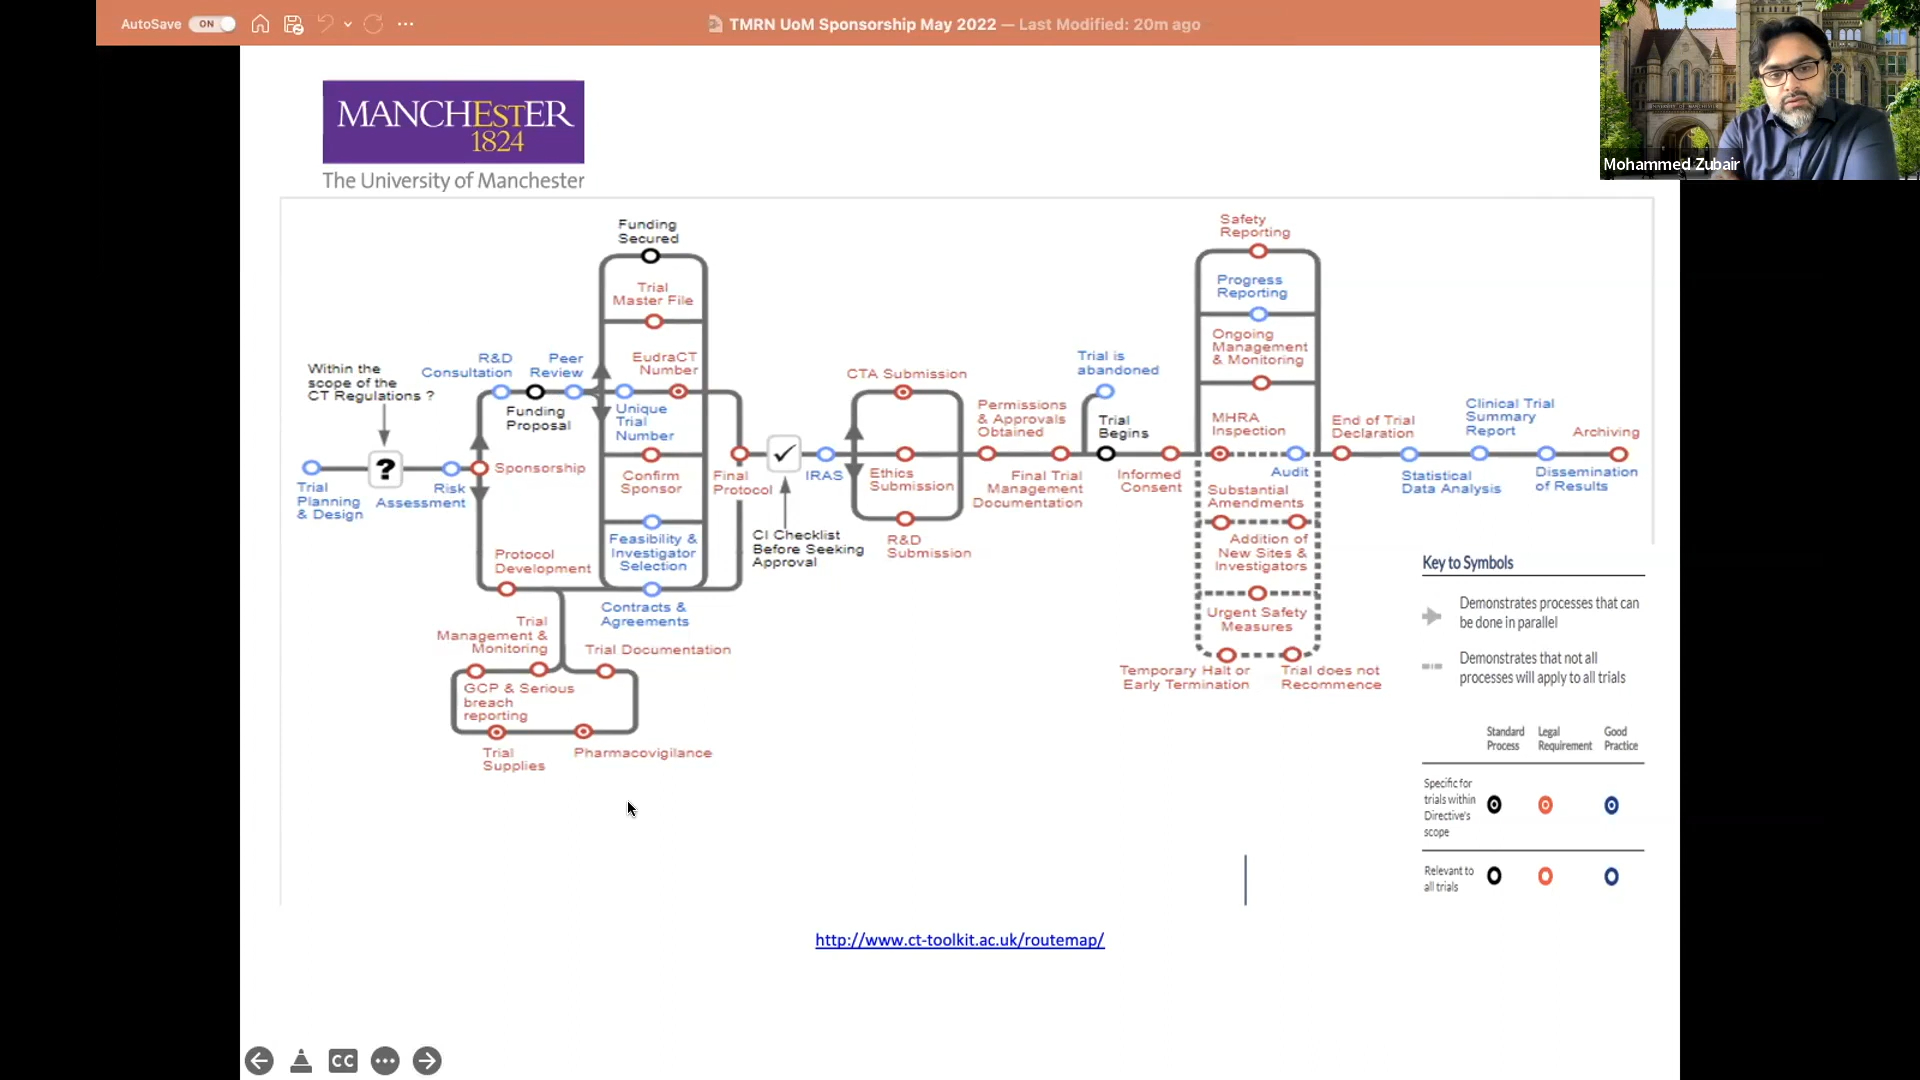 AutoSave ON
TMRN UoM Sponsorship May 2022 — Last Modified: 20m ago
Mohammed Zubair
MANCHESTER
1824
The University of Manchester
Within the
scope of the
CT Regulations ?
Trial
Planning
& Design
Risk
Assessment
Sponsorship
R&D
Consultation
Funding
Proposal
Peer
Review
Funding
Secured
Trial
Master File
EudraCT
Number
Unique
Trial
Number
Confirm
Sponsor
Feasibility &
Investigator
Selection
Contracts &
Agreements
Protocol
Development
Trial
Management &
Monitoring
Trial Documentation
GCP & Serious
breach
reporting
Trial
Supplies
Pharmacovigilance
Final
Protocol
CI Checklist
Before Seeking
Approval
IRAS
CTA Submission
Ethics
Submission
R&D
Submission
Permissions
& Approvals
Obtained
Final Trial
Management
Documentation
Trial is
abandoned
Trial
Begins
Informed
Consent
Safety
Reporting
Progress
Reporting
Ongoing
Management
& Monitoring
MHRA
Inspection
Audit
Substantial
Amendments
Addition of
New Sites &
Investigators
Urgent Safety
Measures
Temporary Halt or
Early Termination
Trial does not
Recommence
End of Trial
Declaration
Statistical
Data Analysis
Clinical Trial
Summary
Report
Dissemination
of Results
Archiving
Key to Symbols
Demonstrates processes that can
be done in parallel
Demonstrates that not all
processes will apply to all trials
Standard
Process
Legal
Requirement
Good
Practice
Specific for
trials within
Directive's
scope
Relevant to
all trials
http://www.ct-toolkit.ac.uk/routemap/
CC